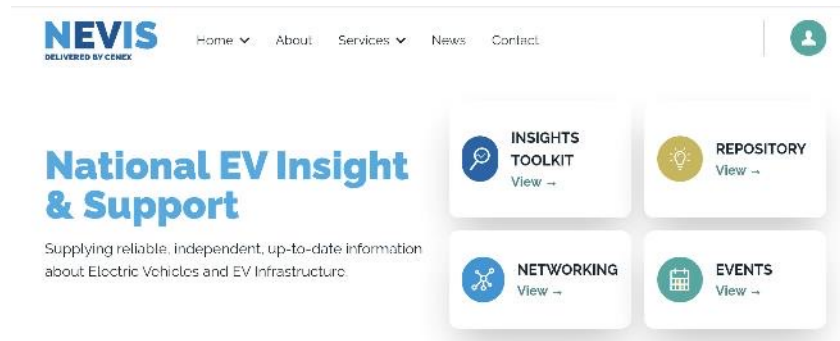 NEVIS
DELIVERED BY CENEX
Home About Services News Contact
National EV Insight
& Support
Supplying reliable, independent, up-to-date information
about Electric Vehicles and EV Infrastructure.
INSIGHTS
TOOLKIT
View →
REPOSITORY
View →
NETWORKING
View →
EVENTS
View →